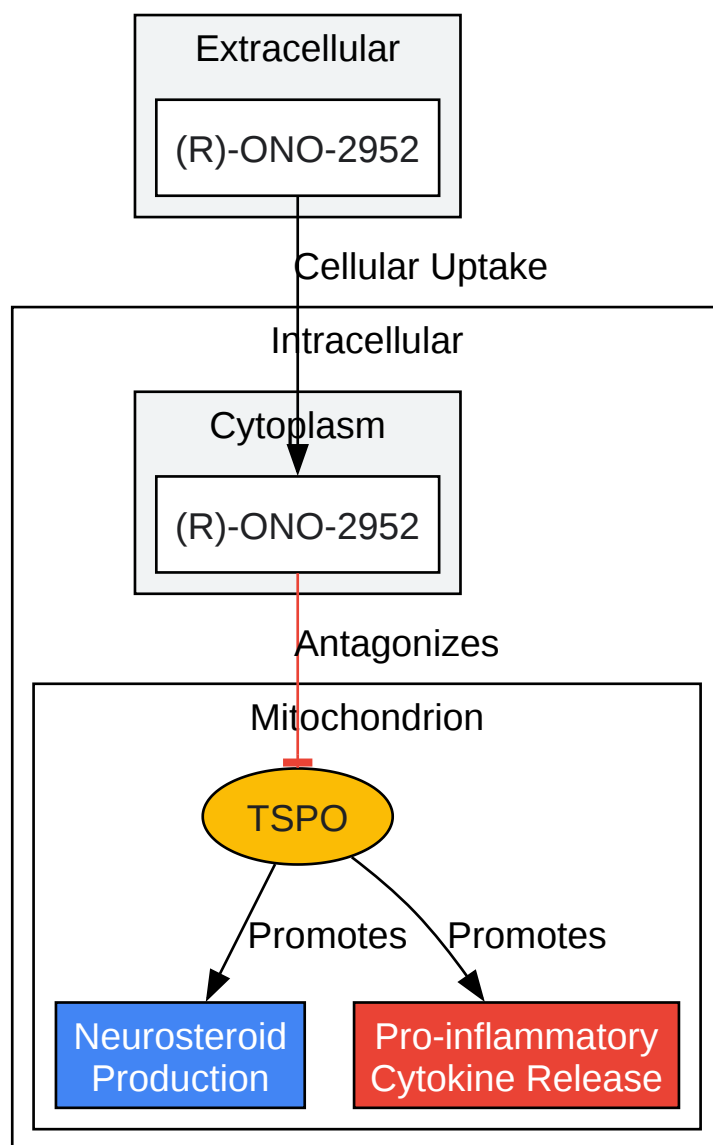 Extracellular
(R)-ONO-2952
Cellular Uptake
Intracellular
Cytoplasm
(R)-ONO-2952
Antagonizes
Mitochondrion
TSPO
Promotes
Promotes
Neurosteroid
Production
Pro-inflammatory
Cytokine Release